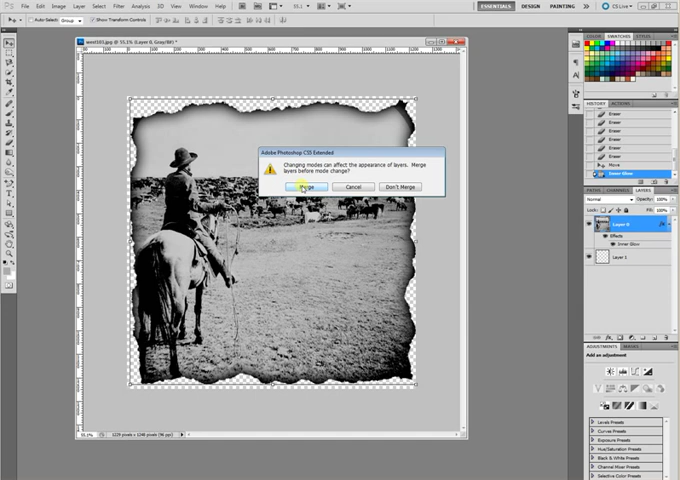 File Edit Image Layer Select Filter Analysis 3D View Window Help
ESSENTIALS DESIGN PAINTING >> CS Live
Auto-Select: Group Show Transform Controls
west101.jpg @ 55,1% (Layer 0, Gray/8#) *
Adobe Photoshop CS5 Extended
Changing modes can affect the appearance of layers. Merge
layers before mode change?
Merge Cancel Don't Merge
55,1% 1229 pixels x 1246 pixels (96 ppi)
COLOR SWATCHES STYLES
HISTORY ACTIONS
Eraser
Eraser
Eraser
Eraser
Eraser
Move
Inner Glow
PATHS CHANNELS LAYERS
Normal Opacity: 100%
Lock: Fill: 100%
Layer 0 fx
Effects
Inner Glow
Layer 1
ADJUSTMENTS MASKS
Add an adjustment
Levels Presets
Curves Presets
Exposure Presets
Hue/Saturation Presets
Black & White Presets
Channel Mixer Presets
Selective Color Presets